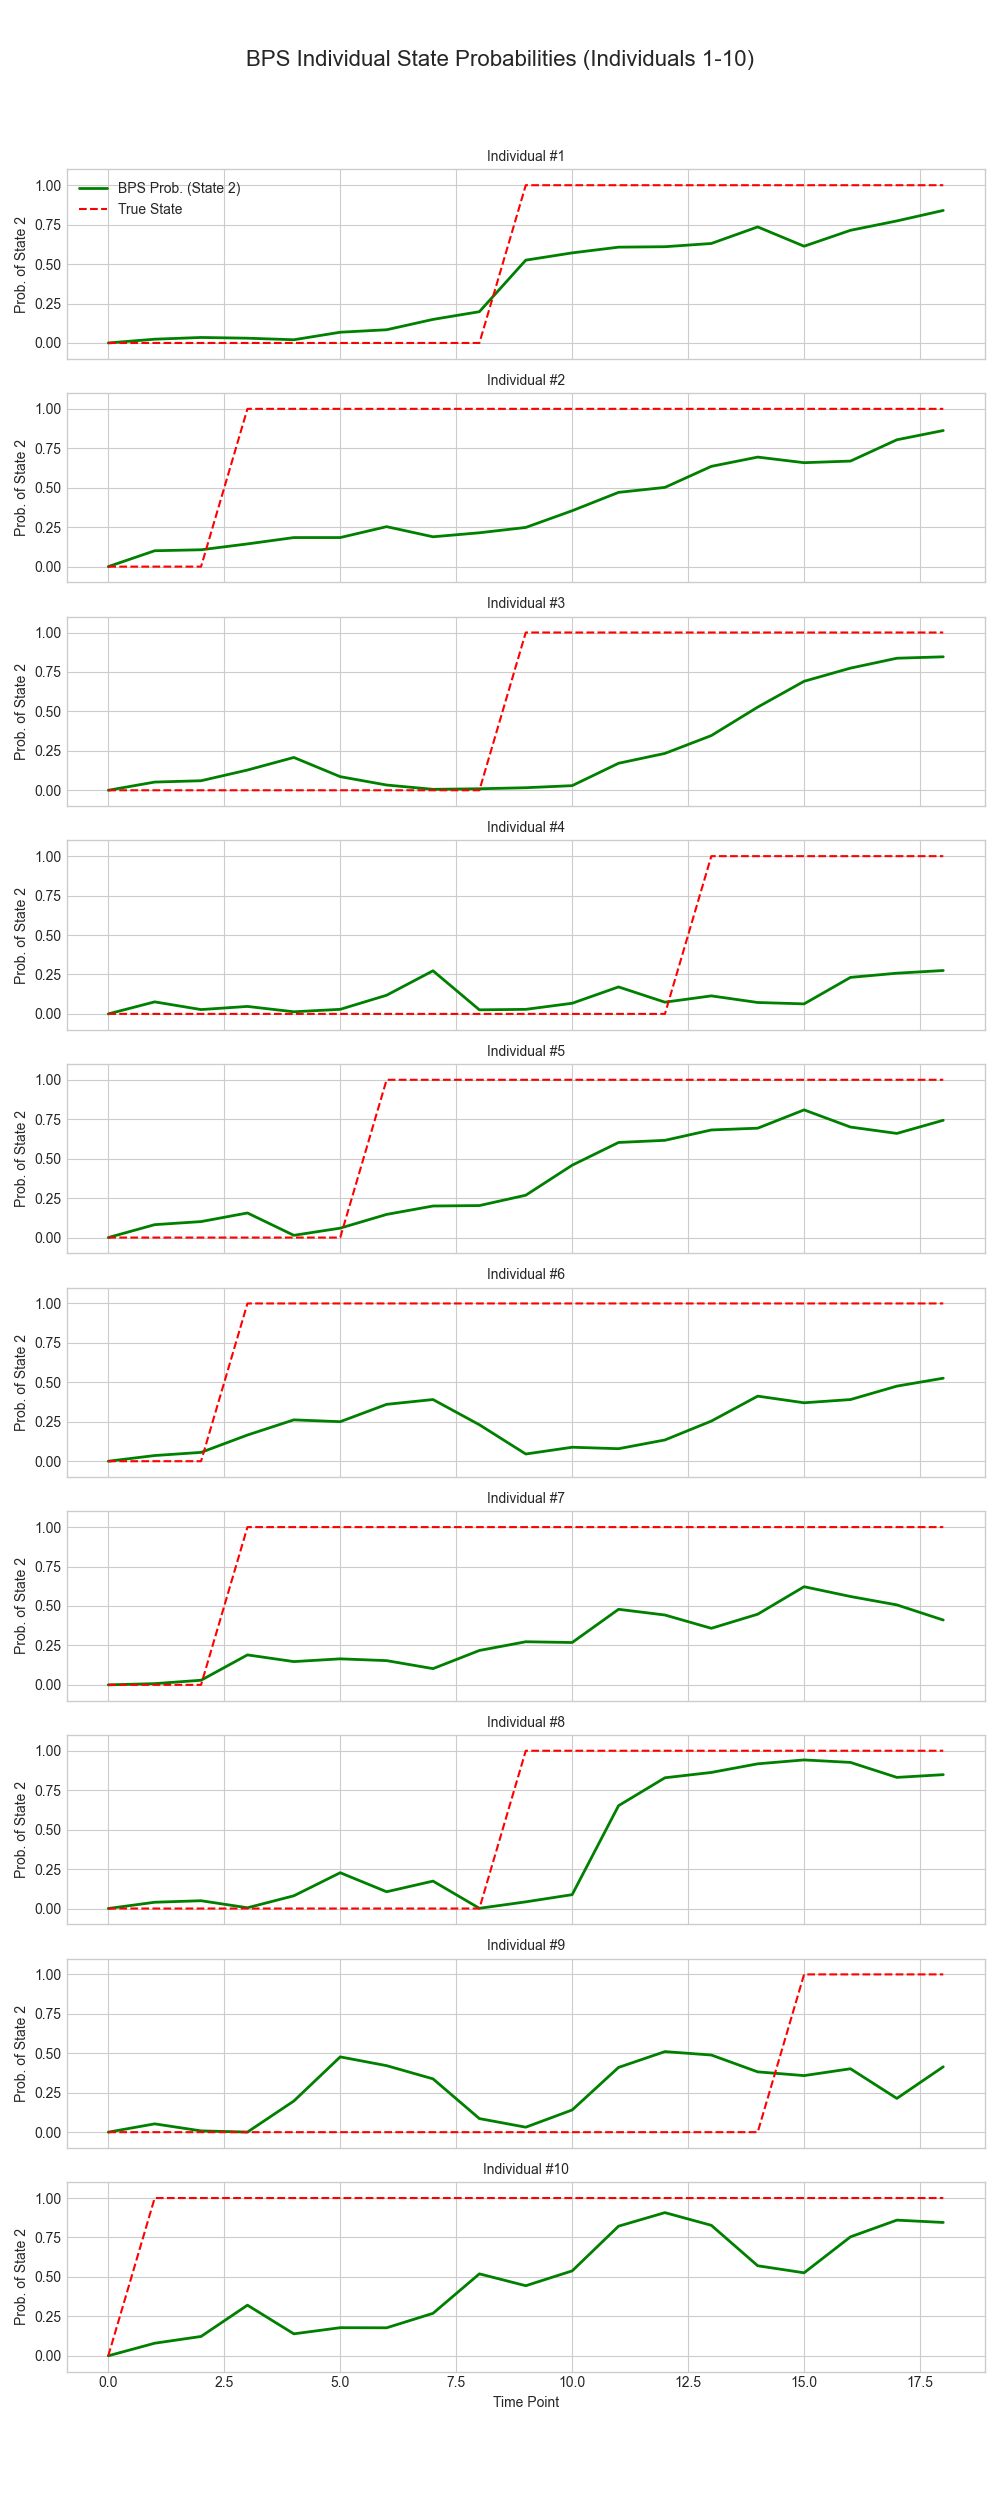 BPS Individual State Probabilities (Individuals 1-10)
Individual #1
1.00
0.75
0.50
0.25
0.00
Prob. of State 2
BPS Prob. (State 2)
True State
Individual #2
1.00
0.75
0.50
0.25
0.00
Prob. of State 2
Individual #3
1.00
0.75
0.50
0.25
0.00
Prob. of State 2
Individual #4
1.00
0.75
0.50
0.25
0.00
Prob. of State 2
Individual #5
1.00
0.75
0.50
0.25
0.00
Prob. of State 2
Individual #6
1.00
0.75
0.50
0.25
0.00
Prob. of State 2
Individual #7
1.00
0.75
0.50
0.25
0.00
Prob. of State 2
Individual #8
1.00
0.75
0.50
0.25
0.00
Prob. of State 2
Individual #9
1.00
0.75
0.50
0.25
0.00
Prob. of State 2
Individual #10
1.00
0.75
0.50
0.25
0.00
Prob. of State 2
0.0 2.5 5.0 7.5 10.0 12.5 15.0 17.5
Time Point